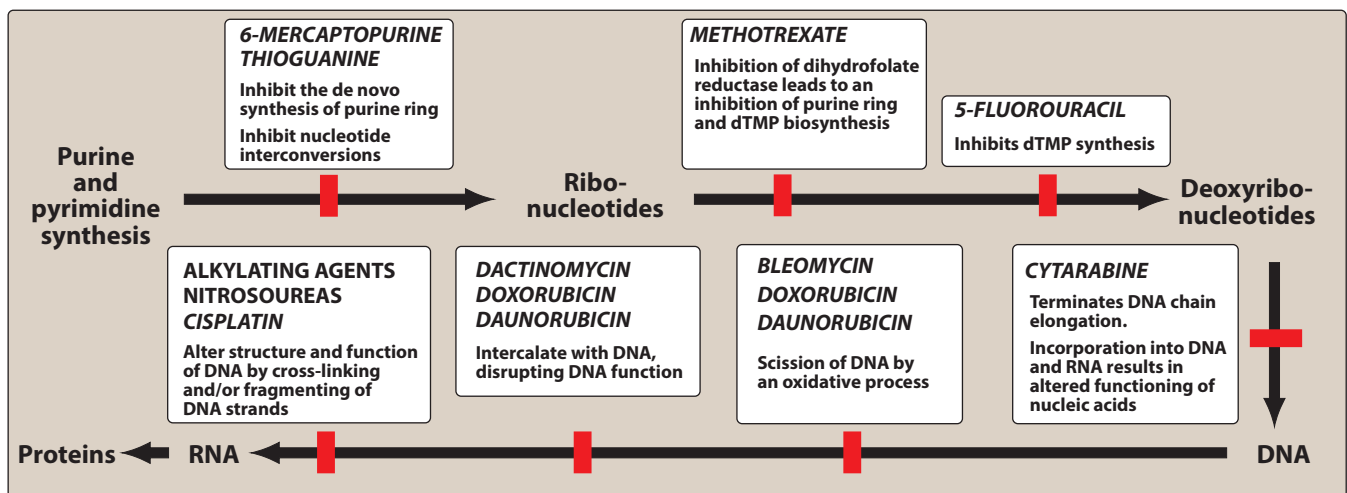 6-MERCAPTOPURINE
THIOGUANINE
Inhibit the de novo
synthesis of purine ring
Inhibit nucleotide
interconversions
METHOTREXATE
Inhibition of dihydrofolate
reductase leads to an
inhibition of purine ring
and dTMP biosynthesis
5-FLUOROURACIL
Inhibits dTMP synthesis
Purine
and
pyrimidine
synthesis
Ribo-
nucleotides
Deoxyribo-
nucleotides
ALKYLATING AGENTS
NITROSOUREAS
CISPLATIN
Alter structure and function
of DNA by cross-linking
and/or fragmenting of
DNA strands
DACTINOMYCIN
DOXORUBICIN
DAUNORUBICIN
Intercalate with DNA,
disrupting DNA function
BLEOMYCIN
DOXORUBICIN
DAUNORUBICIN
Scission of DNA by
an oxidative process
CYTARABINE
Terminates DNA chain
elongation.
Incorporation into DNA
and RNA results in
altered functioning of
nucleic acids
Proteins
RNA
DNA